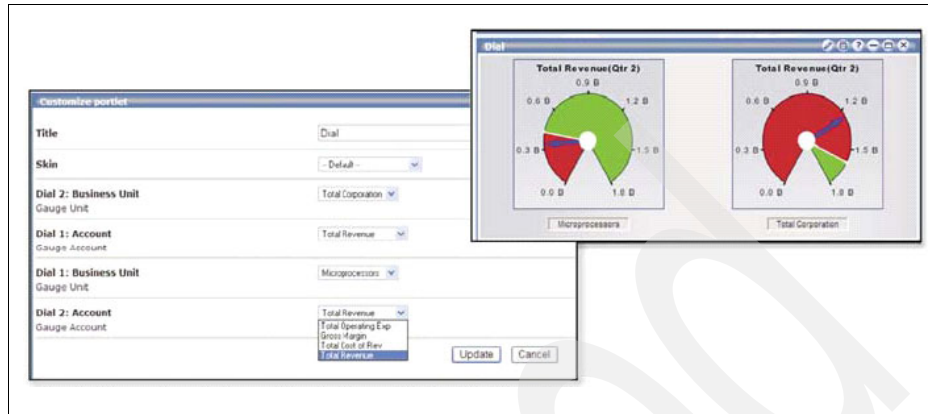 Customize portlet
Title
Dial
Skin
-- Default --
Dial 2: Business Unit
Total Corporation
Gauge Unit
Dial 1: Account
Total Revenue
Gauge Account
Dial 1: Business Unit
Microprocessors
Gauge Unit
Dial 2: Account
Total Revenue
Gauge Account
Total Operating Exp
Gross Margin
Total Cost of Rev
Total Revenue
Update Cancel
Dial
Total Revenue(Qtr 2)
0.9 B
0.6 B 1.2 B
0.3 B 1.5 B
0.0 B 1.8 B
Microprocessors
Total Revenue(Qtr 2)
0.9 B
0.6 B 1.2 B
0.3 B 1.5 B
0.0 B 1.8 B
Total Corporation